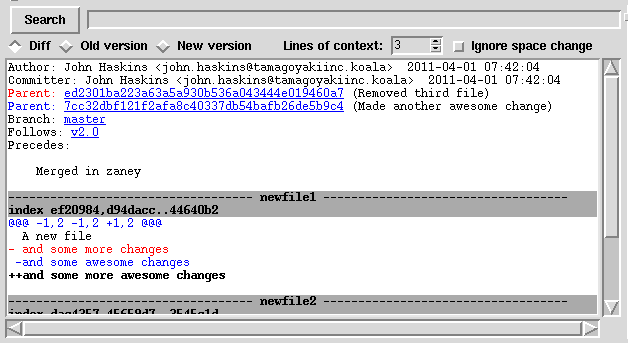 Search
Diff Old version New version Lines of context: 3 Ignore space change
Author: John Haskins <john.haskins@tamagoyakiinc.koala>  2011-04-01 07:42:04
Committer: John Haskins <john.haskins@tamagoyakiinc.koala>  2011-04-01 07:42:04
Parent: ed2301ba223a63a5a930b536a043444e019460a7 (Removed third file)
Parent: 7cc32dbf121f2afa8c40337db54bafb26de5b9c4 (Made another awesome change)
Branch: master
Follows: v2.0
Precedes:
Merged in zaney
----------------------------------- newfile1 -----------------------------------
index ef20984,d94dacc..44640b2
@@@ -1,2 -1,2 +1,2 @@@
  A new file
- and some more changes
 -and some awesome changes
++and some more awesome changes
----------------------------------- newfile2 -----------------------------------